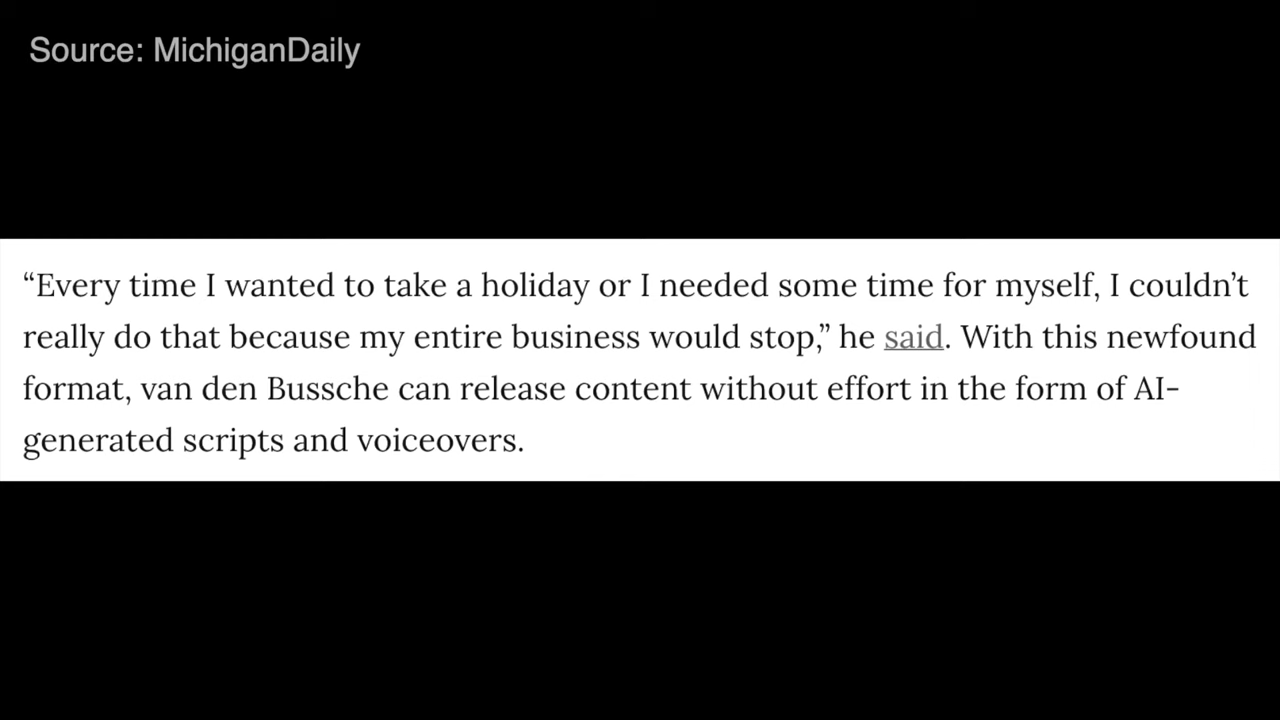 Source: MichiganDaily
“Every time I wanted to take a holiday or I needed some time for myself, I couldn’t
really do that because my entire business would stop,” he said. With this newfound
format, van den Bussche can release content without effort in the form of AI-
generated scripts and voiceovers.